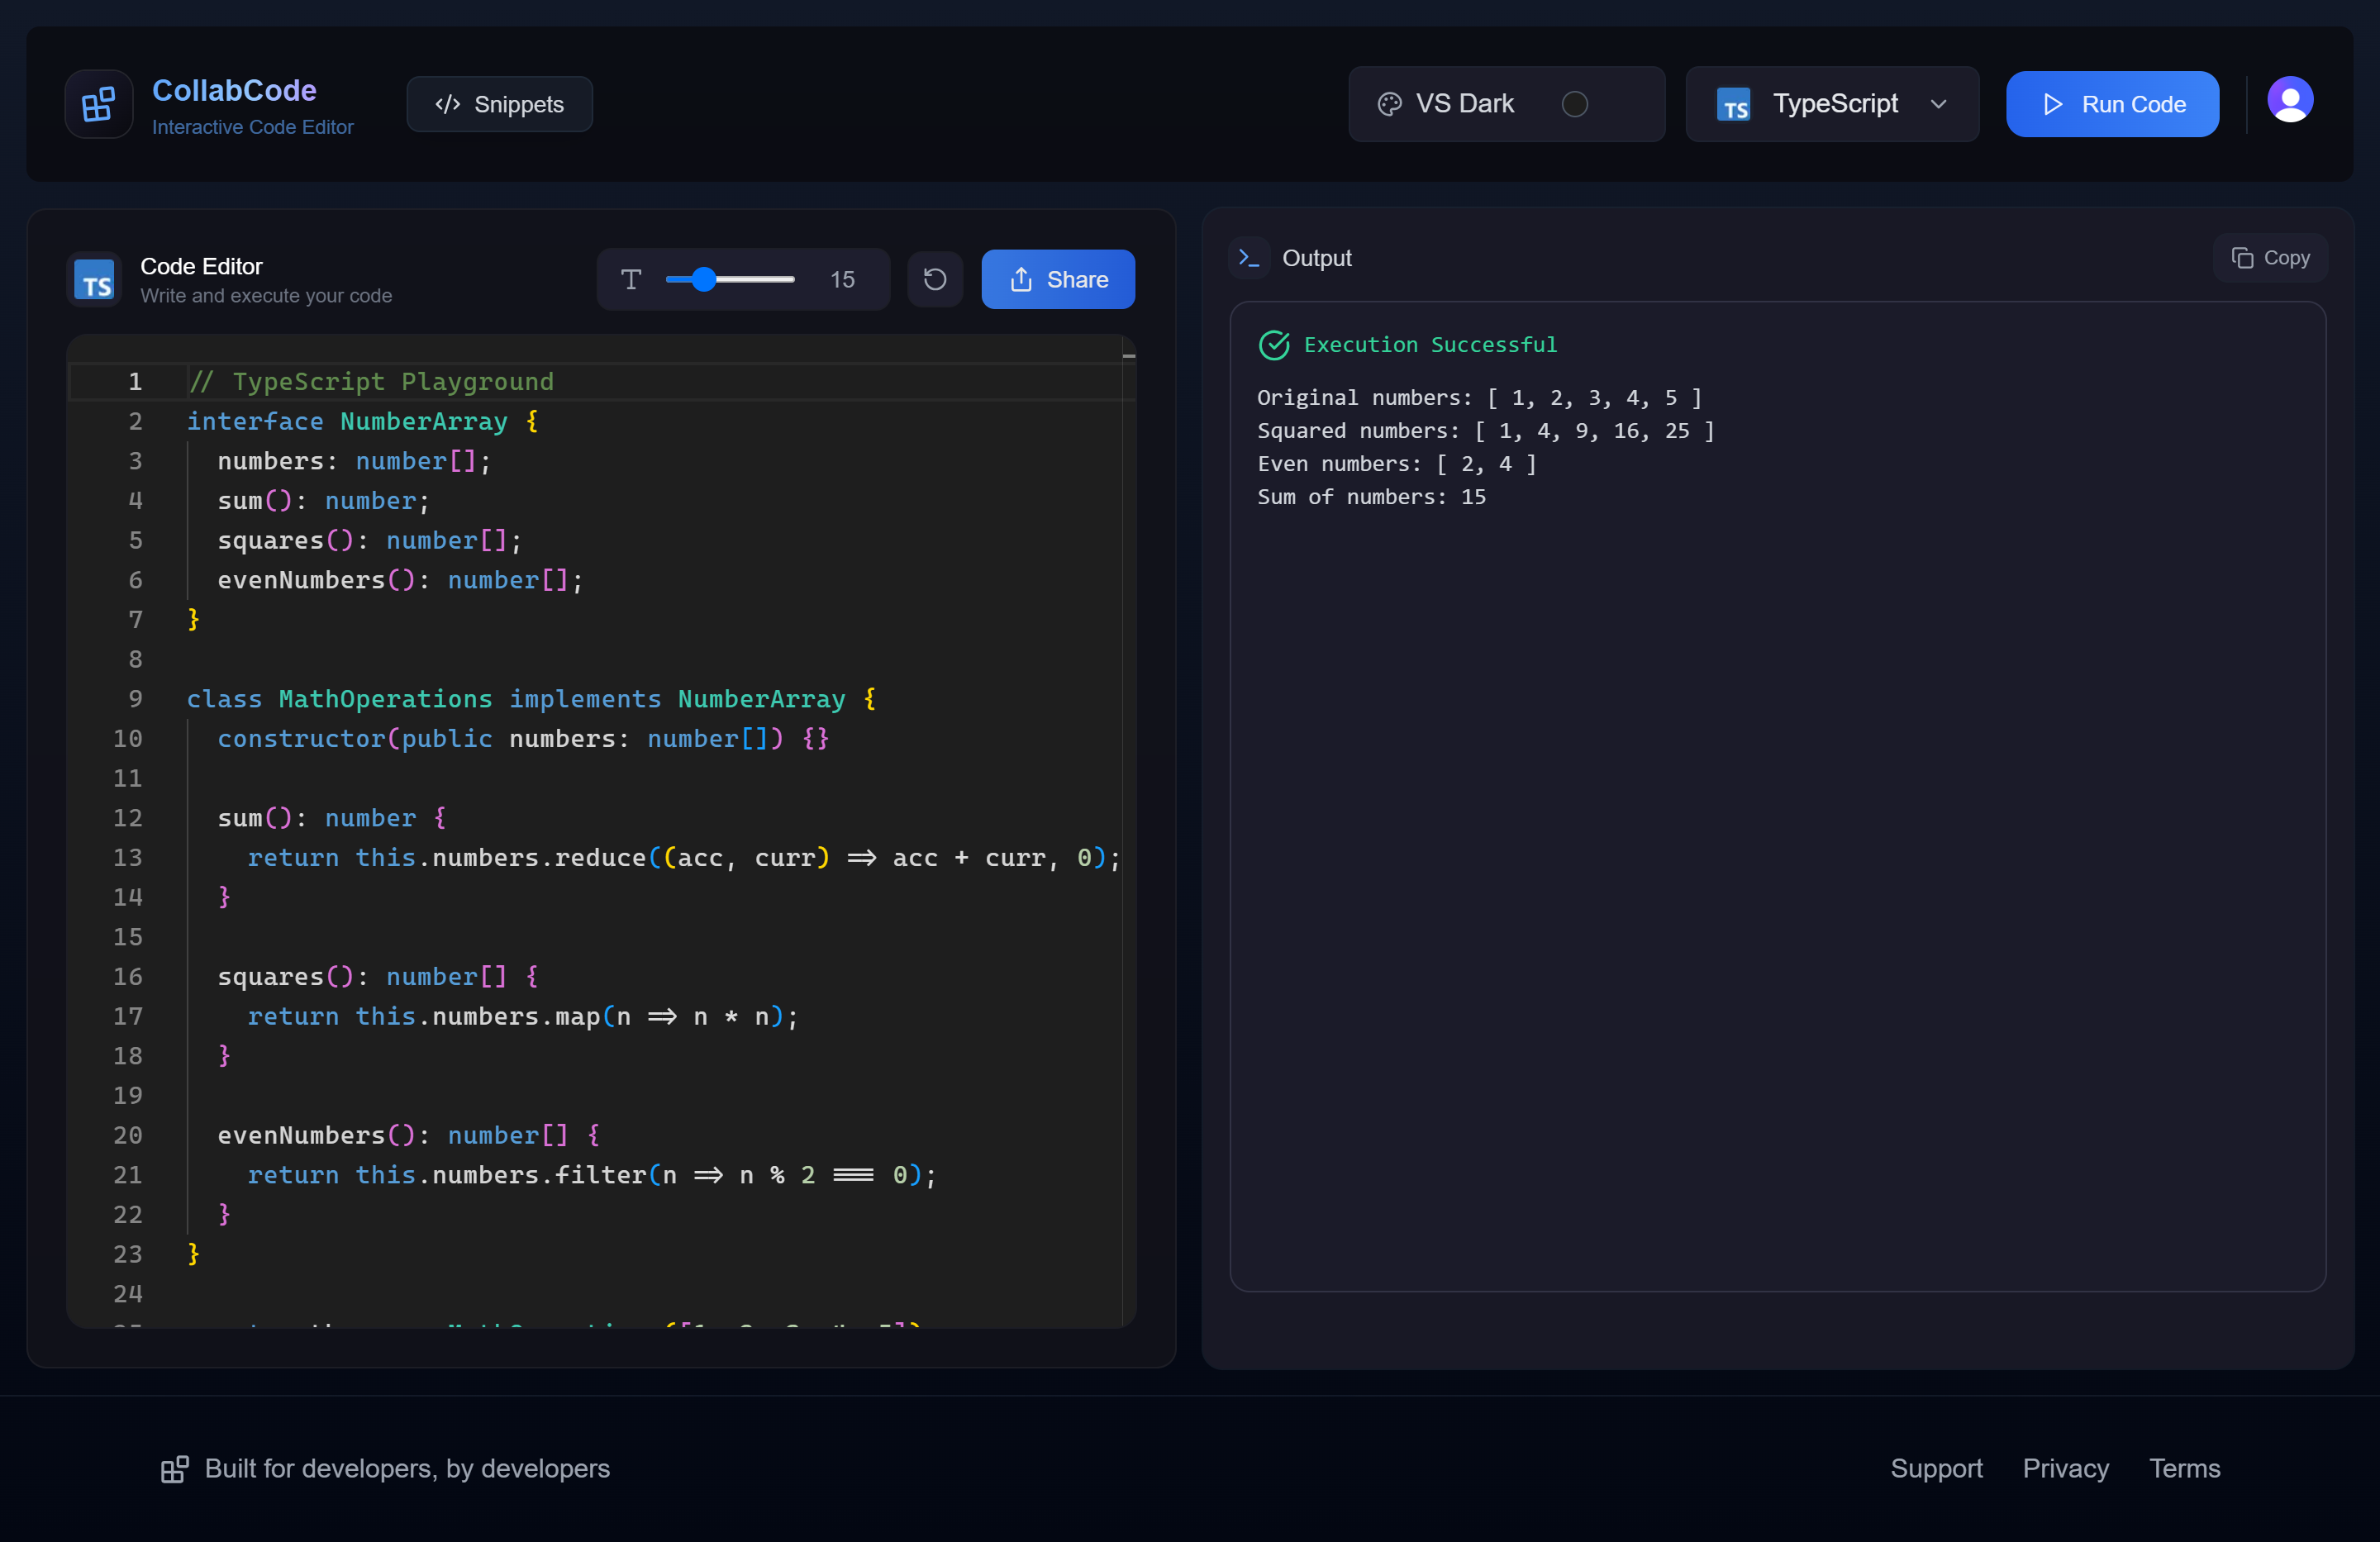 CollabCode
Interactive Code Editor
</> Snippets
VS Dark
TS TypeScript
Run Code
TS
Code Editor
Write and execute your code
15
Share
1 // TypeScript Playground
2 interface NumberArray {
3   numbers: number[];
4   sum(): number;
5   squares(): number[];
6   evenNumbers(): number[];
7 }
8
9 class MathOperations implements NumberArray {
10   constructor(public numbers: number[]) {}
11
12   sum(): number {
13     return this.numbers.reduce((acc, curr) => acc + curr, 0);
14   }
15
16   squares(): number[] {
17     return this.numbers.map(n => n * n);
18   }
19
20   evenNumbers(): number[] {
21     return this.numbers.filter(n => n % 2 === 0);
22   }
23 }
24
Output
Copy
Execution Successful
Original numbers: [ 1, 2, 3, 4, 5 ]
Squared numbers: [ 1, 4, 9, 16, 25 ]
Even numbers: [ 2, 4 ]
Sum of numbers: 15
Built for developers, by developers
Support
Privacy
Terms